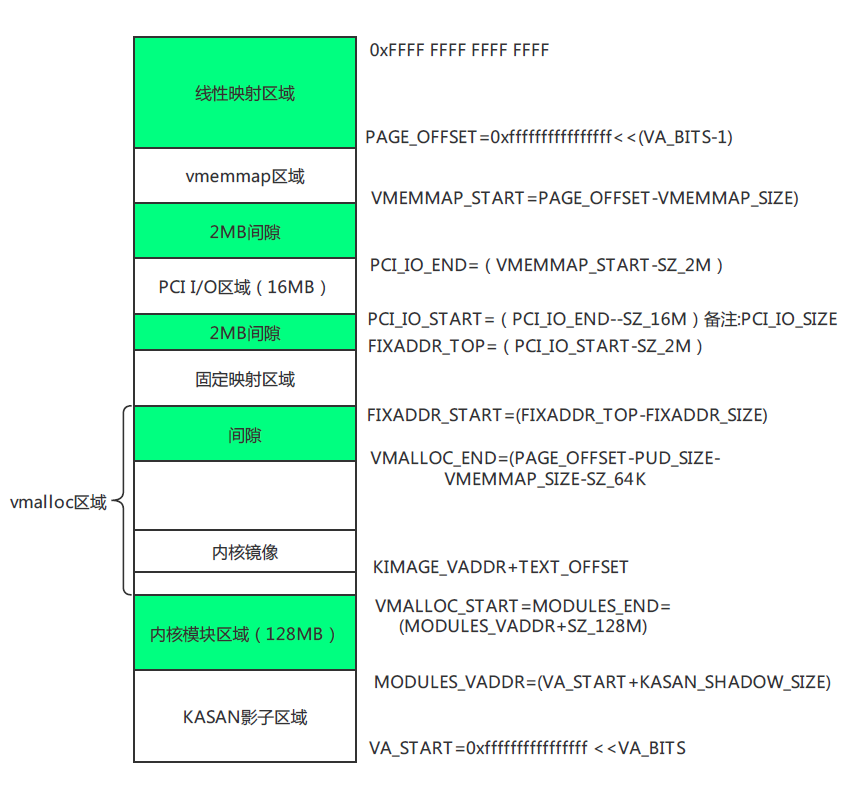 0xFFFF FFFF FFFF FFFF
线性映射区域
PAGE_OFFSET=0xffffffffffffffff<<(VA_BITS-1)
vmemmap区域
VMEMMAP_START=PAGE_OFFSET-VMEMMAP_SIZE)
2MB间隙
PCI_IO_END=（VMEMMAP_START-SZ_2M）
PCI I/O区域（16MB）
PCI_IO_START=（PCI_IO_END--SZ_16M）备注:PCI_IO_SIZE
2MB间隙
FIXADDR_TOP=（PCI_IO_START-SZ_2M）
固定映射区域
FIXADDR_START=(FIXADDR_TOP-FIXADDR_SIZE)
间隙
VMALLOC_END=(PAGE_OFFSET-PUD_SIZE-
VMEMMAP_SIZE-SZ_64K
vmalloc区域
内核镜像
KIMAGE_VADDR+TEXT_OFFSET
VMALLOC_START=MODULES_END=
(MODULES_VADDR+SZ_128M)
内核模块区域（128MB）
MODULES_VADDR=(VA_START+KASAN_SHADOW_SIZE)
KASAN影子区域
VA_START=0xffffffffffffffff <<VA_BITS